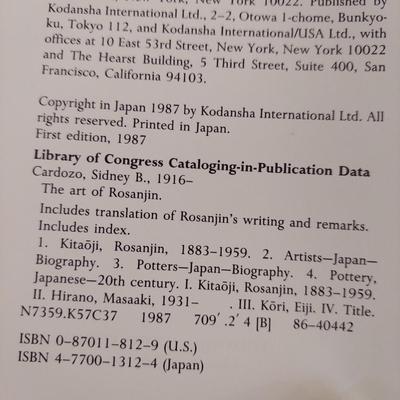 York, New York 10022. Published by
Kodansha International Ltd., 2–2, Otowa 1-chome, Bunkyo-
ku, Tokyo 112, and Kodansha International/USA Ltd., with
offices at 10 East 53rd Street, New York, New York 10022
and The Hearst Building, 5 Third Street, Suite 400, San
Francisco, California 94103.
Copyright in Japan 1987 by Kodansha International Ltd. All
rights reserved. Printed in Japan.
First edition, 1987
Library of Congress Cataloging-in-Publication Data
Cardozo, Sidney B., 1916–
The art of Rosanjin.
Includes translation of Rosanjin's writing and remarks.
Includes index.
1. Kitaōji, Rosanjin, 1883–1959. 2. Artists—Japan—
Biography. 3. Potters—Japan—Biography. 4. Pottery,
Japanese—20th century. I. Kitaōji, Rosanjin, 1883–1959.
II. Hirano, Masaaki, 1931– . III. Kōri, Eiji. IV. Title.
N7359.K57C37 1987 709'.2'4 [B] 86-40442
ISBN 0-87011-812-9 (U.S.)
ISBN 4-7700-1312-4 (Japan)